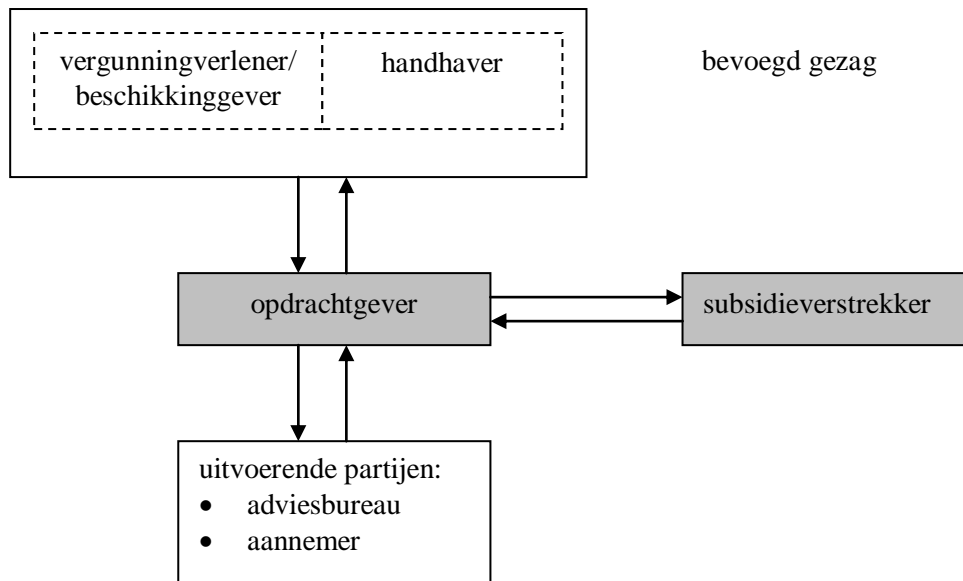 vergunningverlener/
beschikkinggever
handhaver
bevoegd gezag
opdrachtgever
subsidieverstrekker
uitvoerende partijen:
• adviesbureau
• aannemer